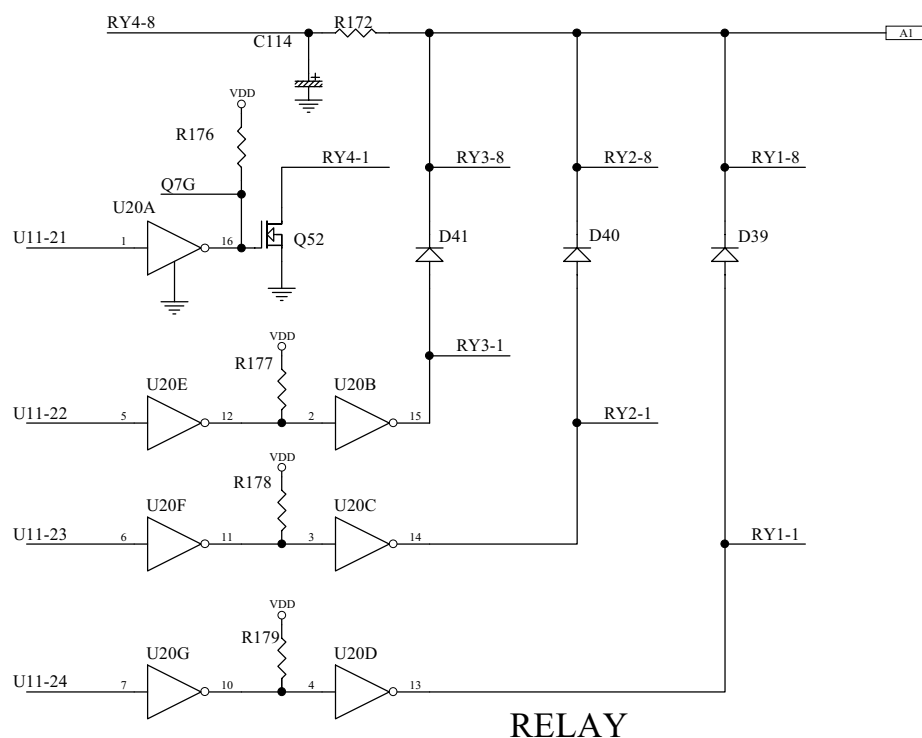 RY4-8
R172
C114
+
A1
VDD
R176
RY4-1
RY3-8
RY2-8
RY1-8
Q7G
U20A
U11-21
1
16
Q52
D41
D40
D39
VDD
R177
RY3-1
U20E
U20B
U11-22
5
12
2
15
RY2-1
VDD
R178
U20F
U20C
U11-23
6
11
3
14
RY1-1
VDD
R179
U20G
U20D
U11-24
7
10
4
13
RELAY